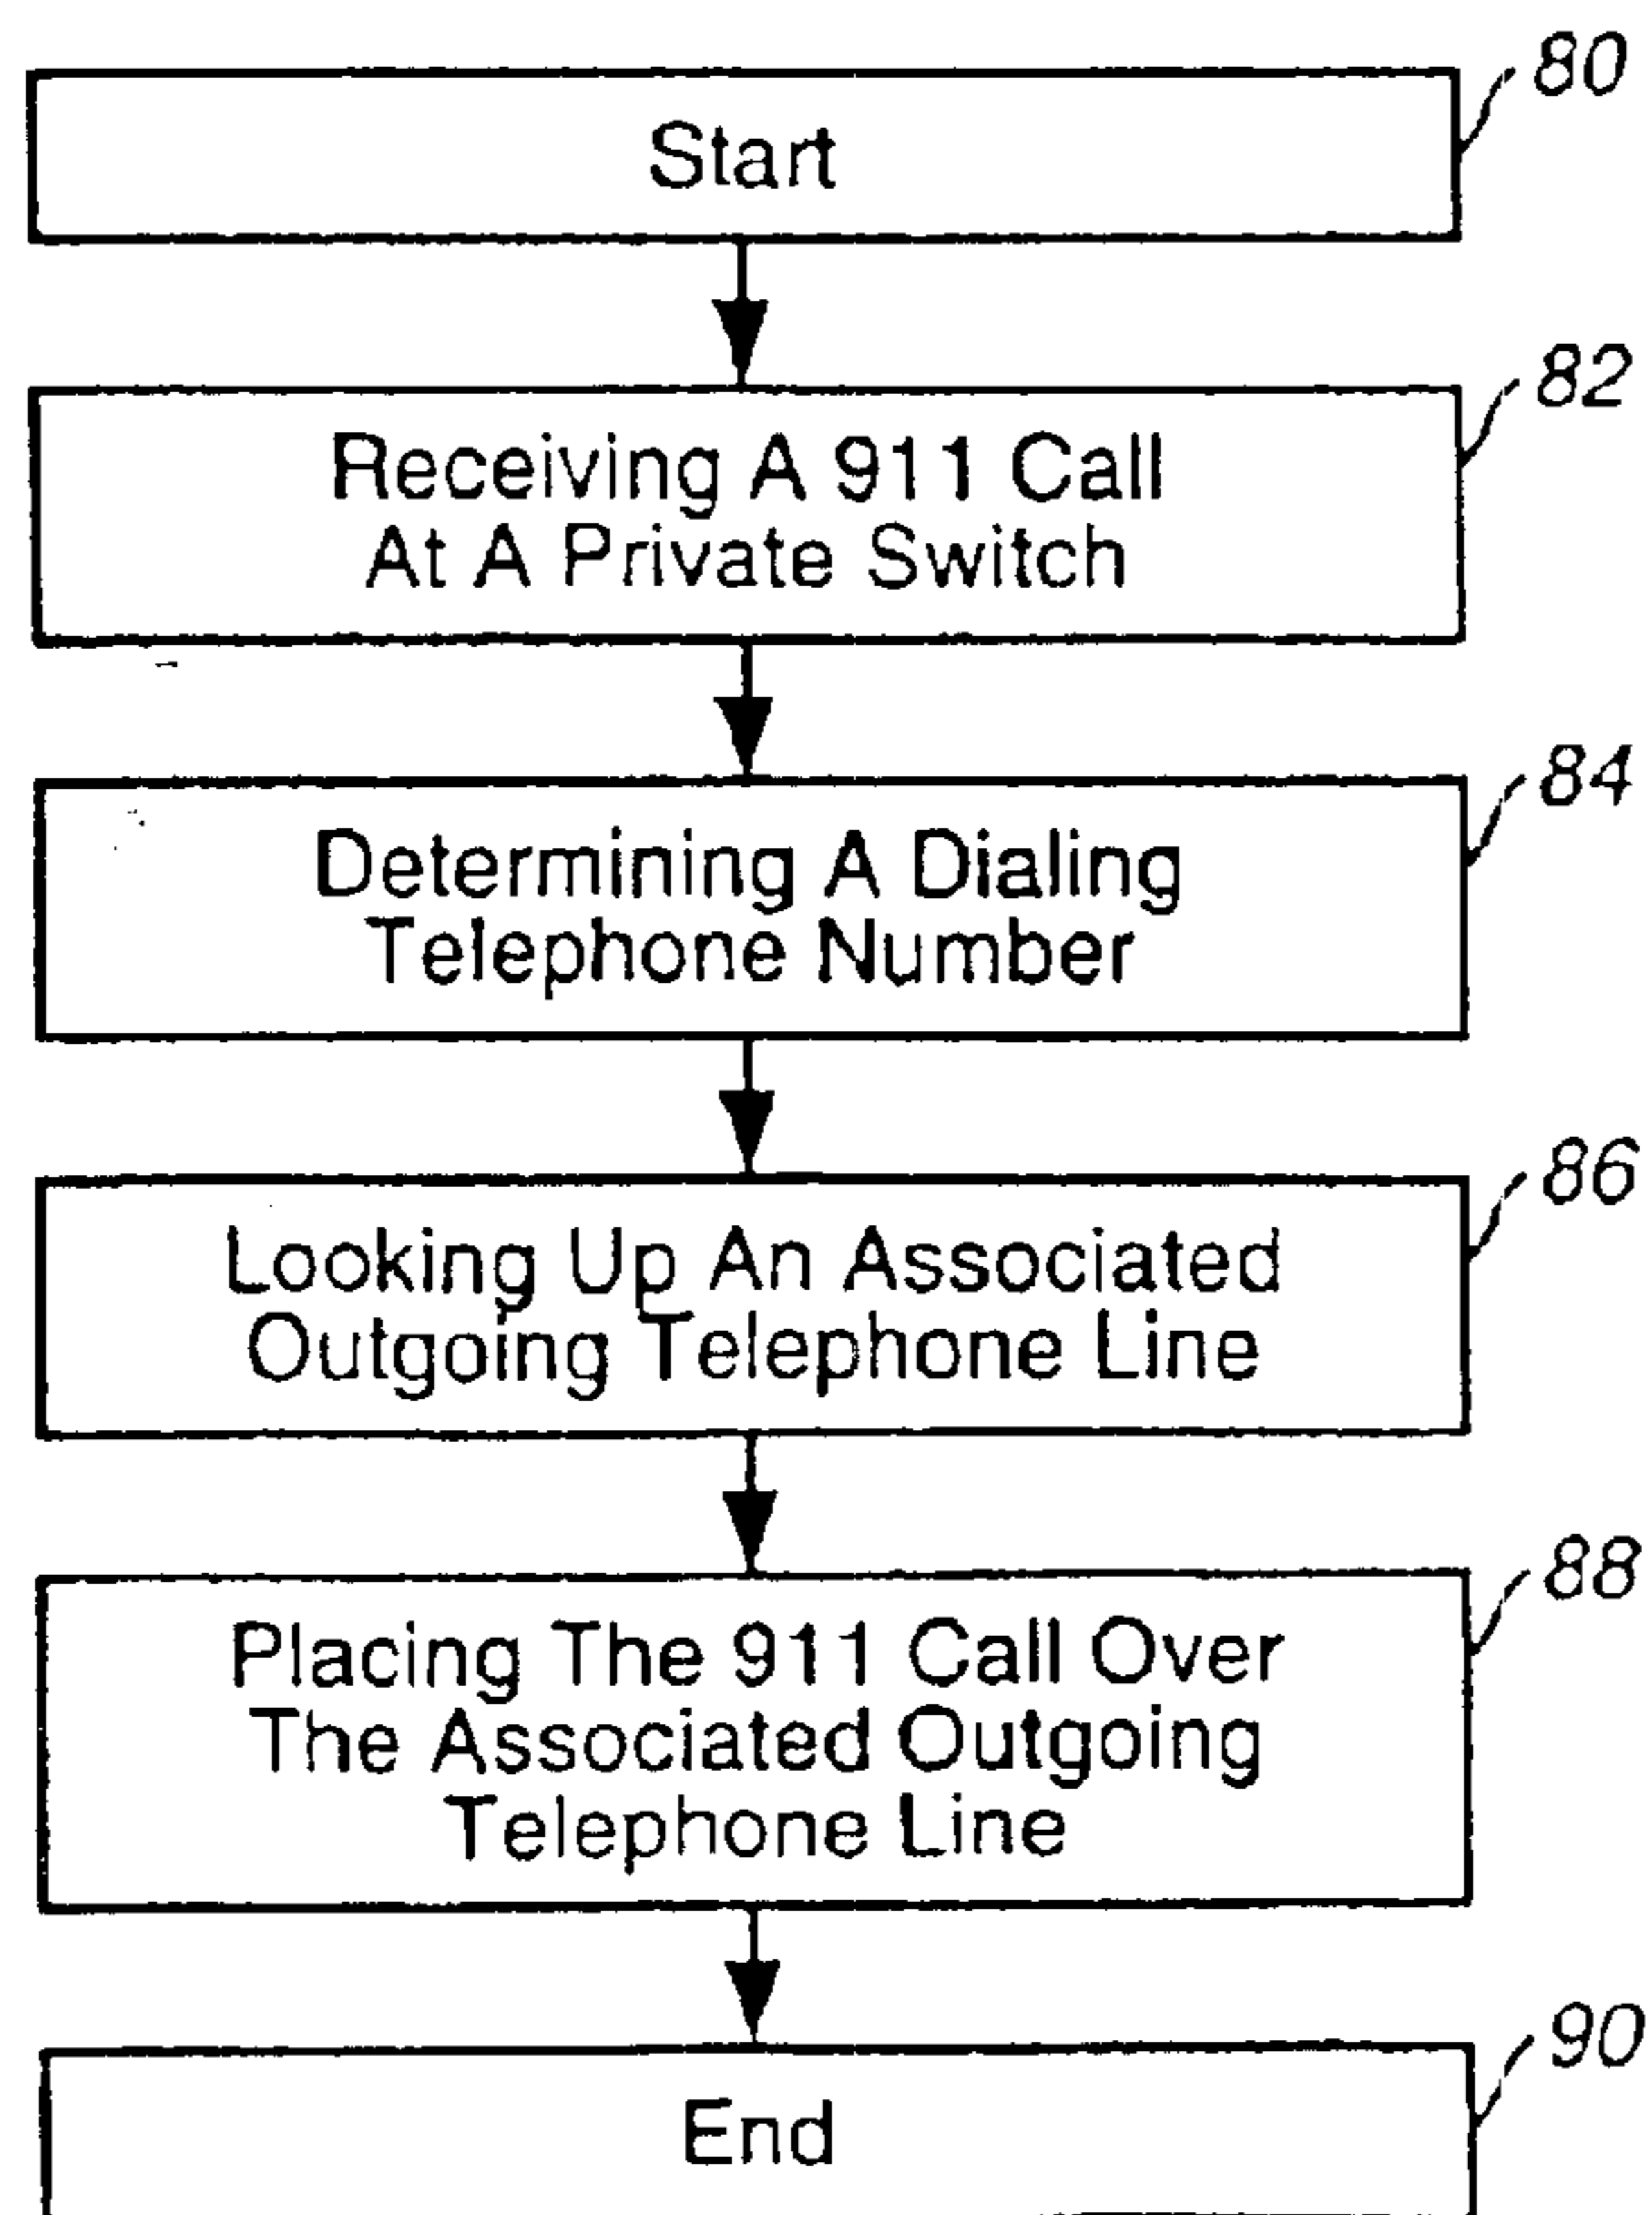 80
Start
82
Receiving A 911 Call
At A Private Switch
84
Determining A Dialing
Telephone Number
86
Looking Up An Associated
Outgoing Telephone Line
88
Placing The 911 Call Over
The Associated Outgoing
Telephone Line
90
End